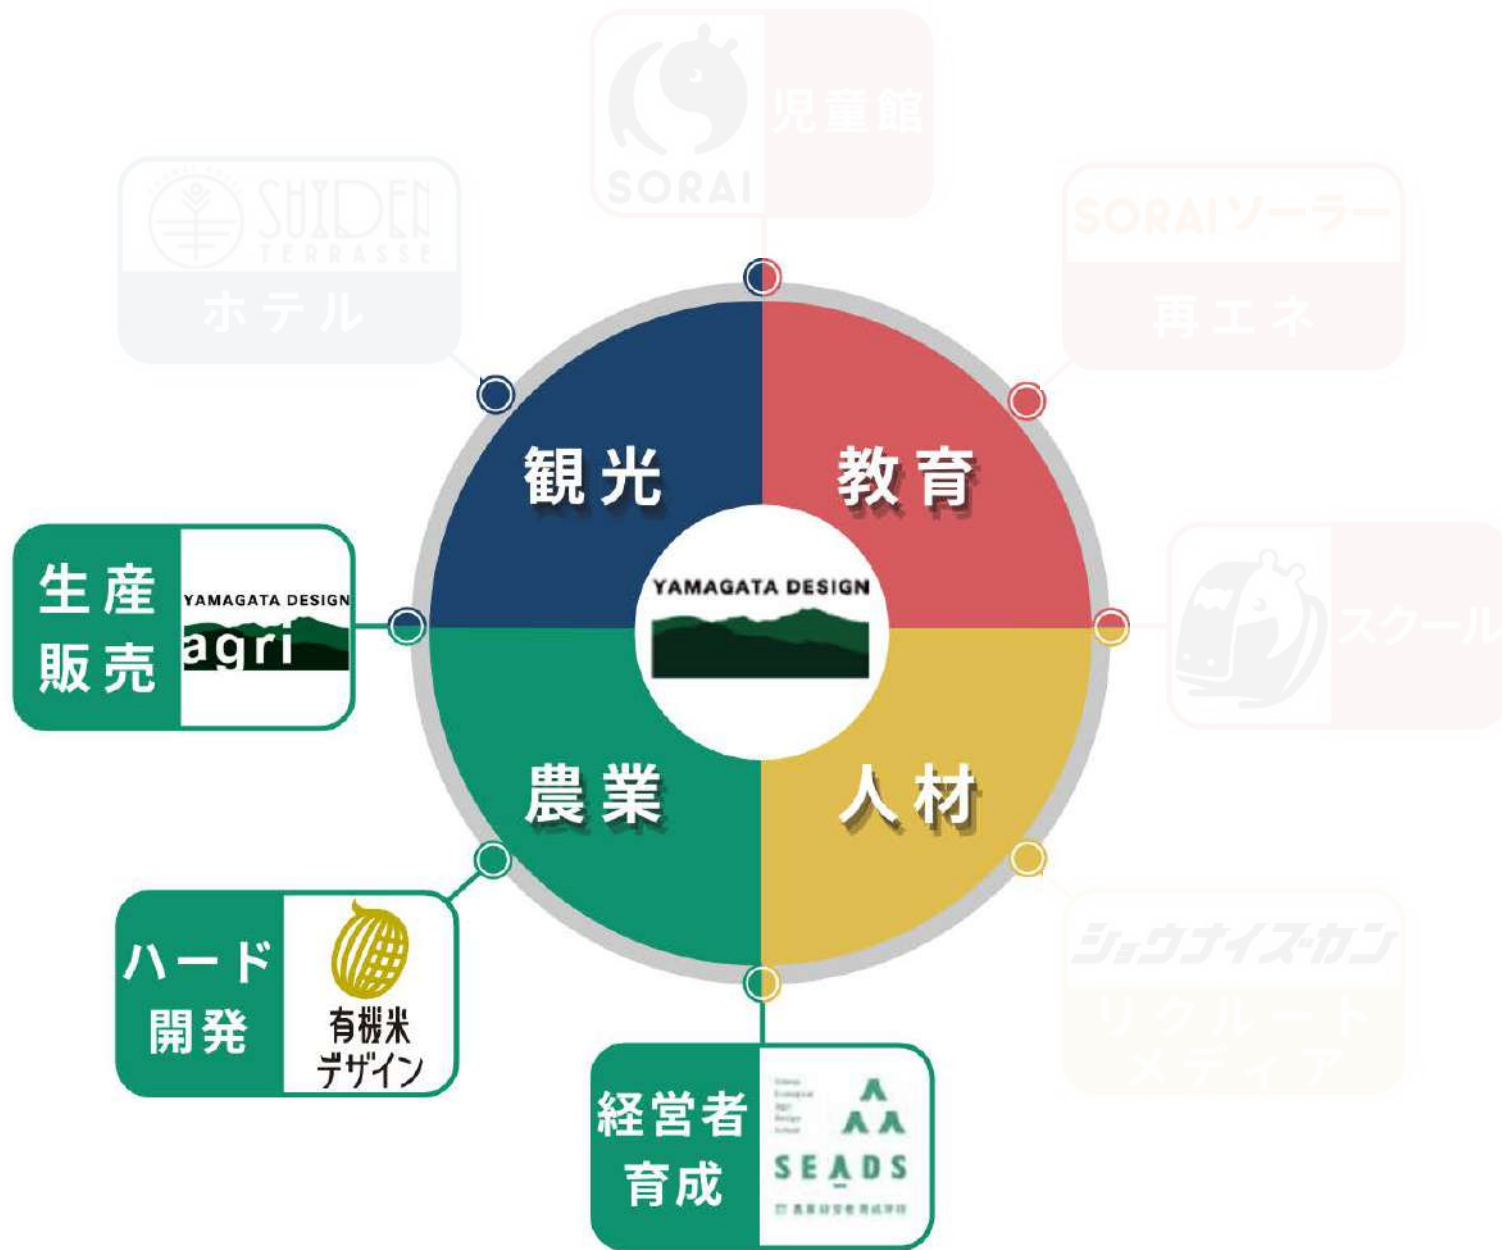 SORAI
児童館
SUIDEN
TERRASSE
ホテル
SORAIソーラー
再エネ
観光
教育
YAMAGATA DESIGN
生産
販売
YAMAGATA DESIGN
agri
スクール
農業
人材
ハード
開発
有機米
デザイン
ショウナイズカン
リクルート
メディア
経営者
育成
SEADS